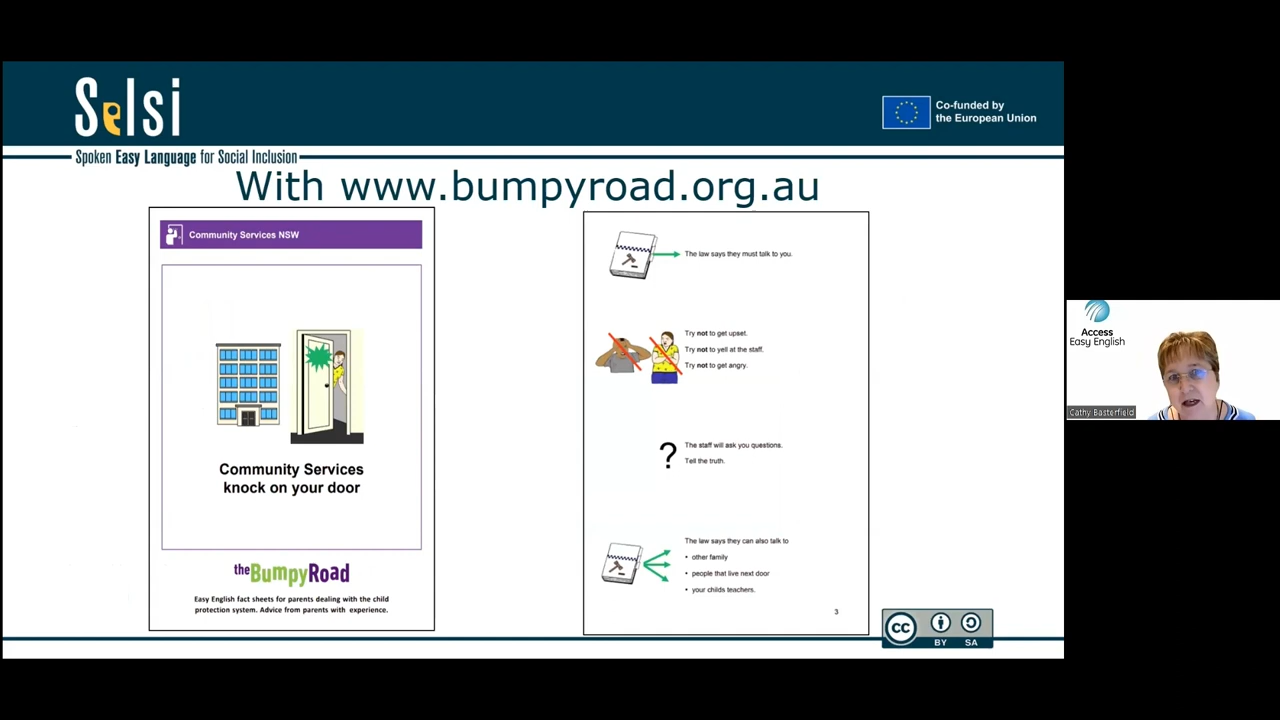 Selsi
Spoken Easy Language for Social Inclusion
Co-funded by
the European Union
With www.bumpyroad.org.au
Community Services NSW
Community Services
knock on your door
theBumpyRoad
Easy English fact sheets for parents dealing with the child
protection system. Advice from parents with experience.
The law says they must talk to you.
Try not to get upset.
Try not to yell at the staff.
Try not to get angry.
?
The staff will ask you questions.
Tell the truth.
The law says they can also talk to
• other family
• people that live next door
• your childs teachers.
3
CC
BY SA
Access
Easy English
Cathy Basterfield